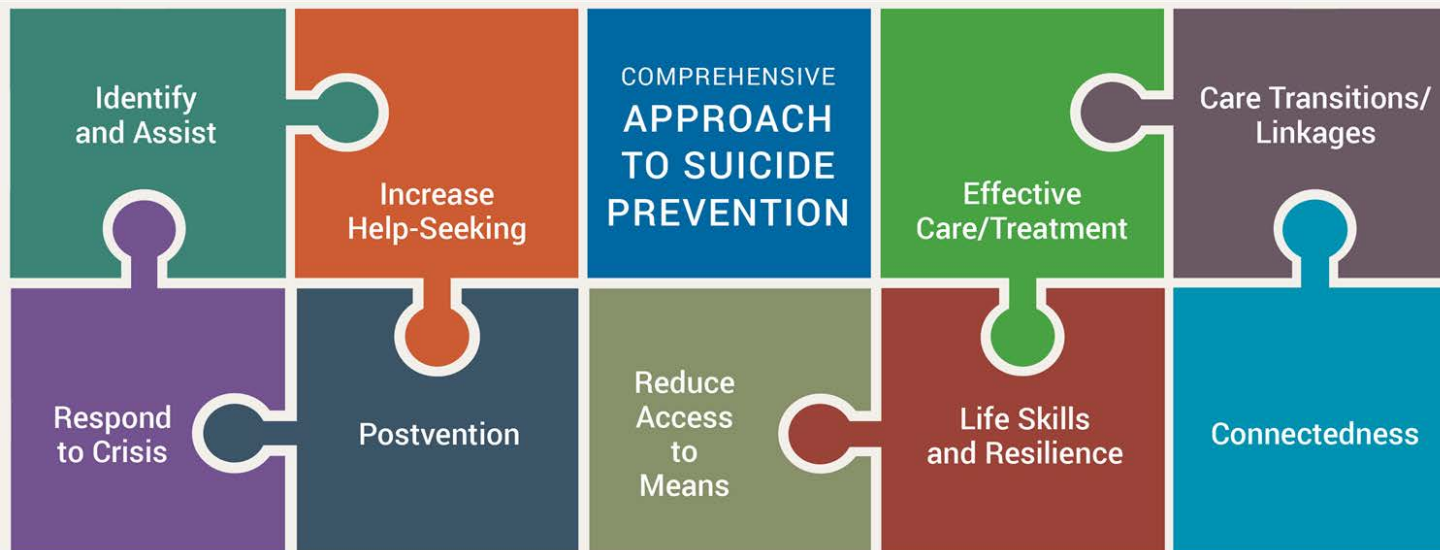 Identify
and Assist
Increase
Help-Seeking
COMPREHENSIVE
APPROACH
TO SUICIDE
PREVENTION
Effective
Care/Treatment
Care Transitions/
Linkages
Respond
to Crisis
Postvention
Reduce
Access
to
Means
Life Skills
and Resilience
Connectedness